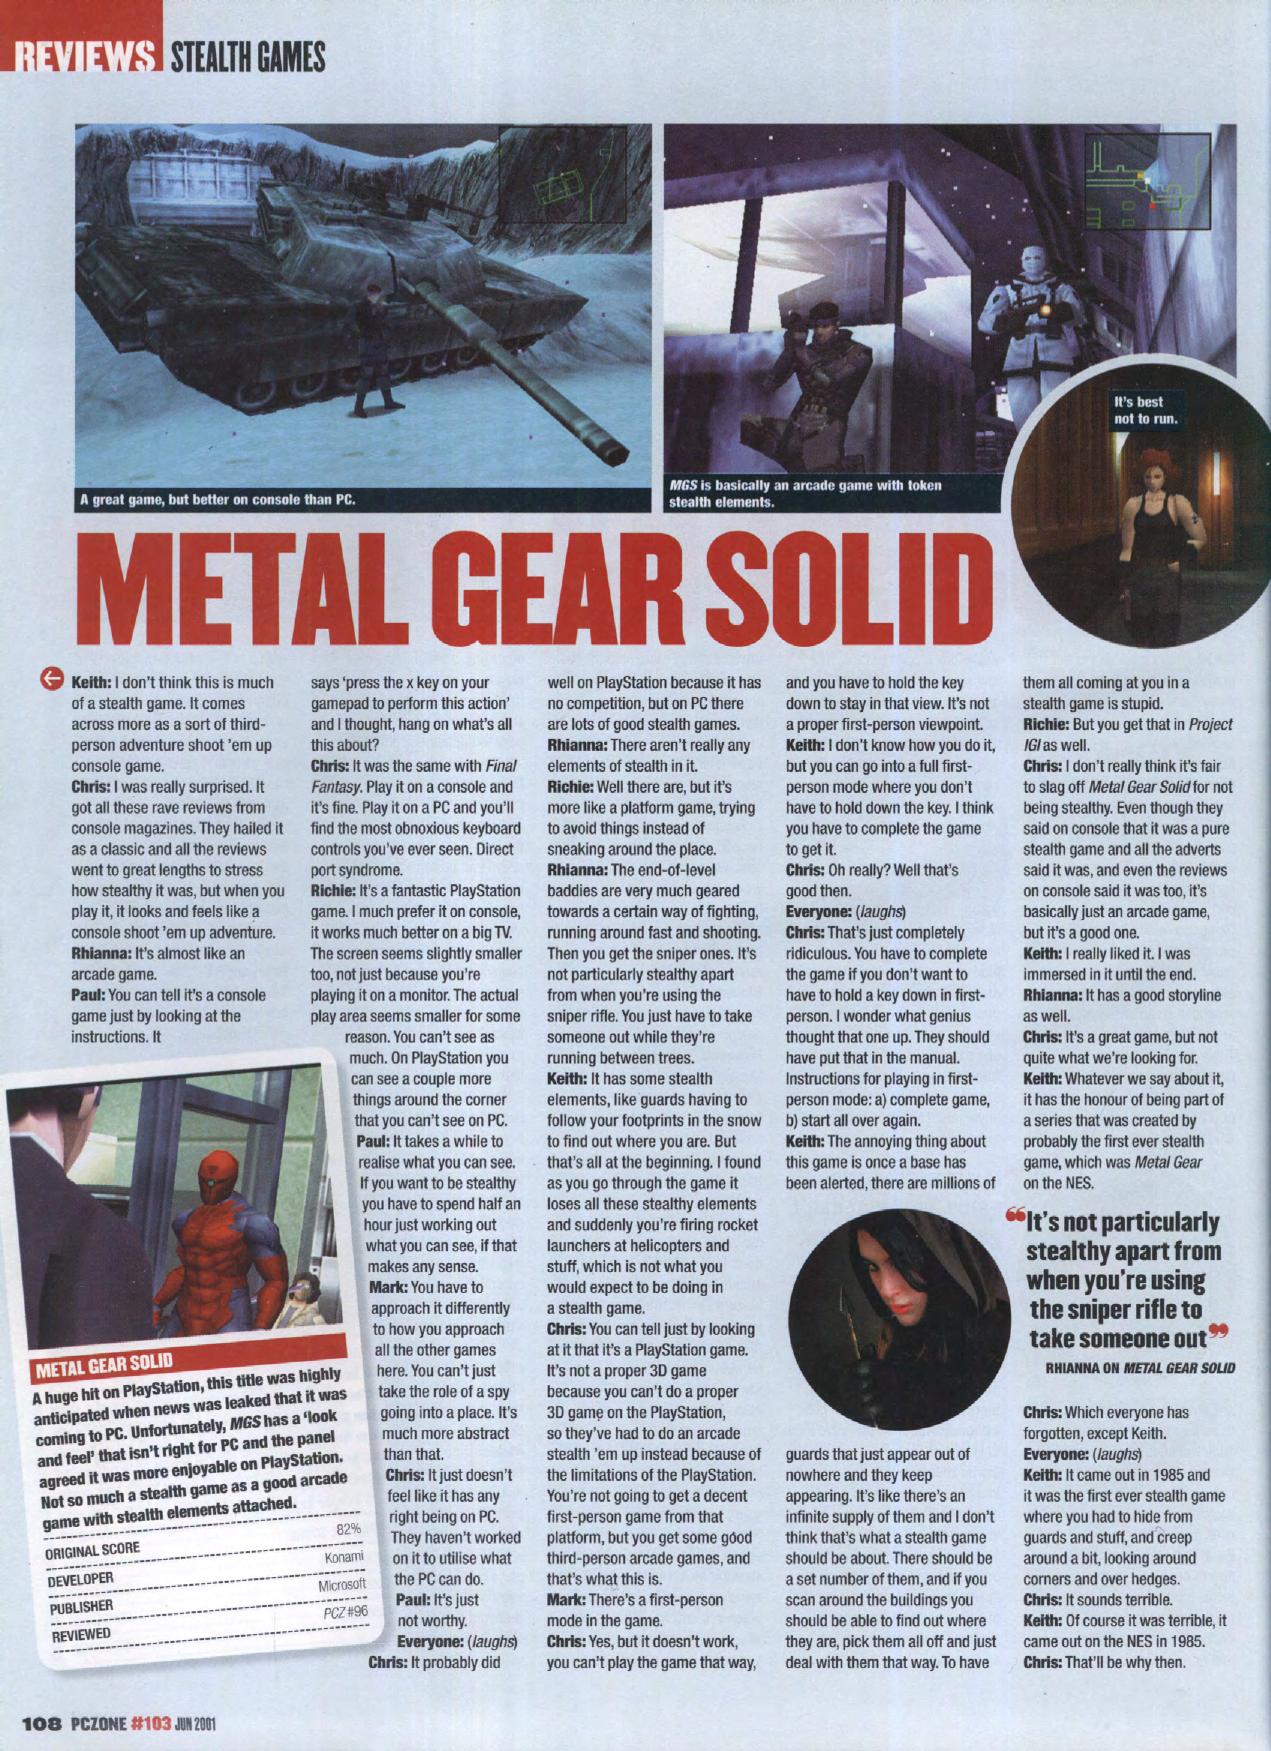 REVIEWS STEALTH GAMES
A great game, but better on console than PC.
MGS is basically an arcade game with token
stealth elements.
It's best
not to run.
METAL GEAR SOLID
Keith: I don't think this is much
of a stealth game. It comes
across more as a sort of third-
person adventure shoot 'em up
console game.
Chris: I was really surprised. It
got all these rave reviews from
console magazines. They hailed it
as a classic and all the reviews
went to great lengths to stress
how stealthy it was, but when you
play it, it looks and feels like a
console shoot 'em up adventure.
Rhianna: It's almost like an
arcade game.
Paul: You can tell it's a console
game just by looking at the
instructions. It
says 'press the x key on your
gamepad to perform this action'
and I thought, hang on what's all
this about?
Chris: It was the same with Final
Fantasy. Play it on a console and
it's fine. Play it on a PC and you'll
find the most obnoxious keyboard
controls you've ever seen. Direct
port syndrome.
Richie: It's a fantastic PlayStation
game. I much prefer it on console,
it works much better on a big TV.
The screen seems slightly smaller
too, not just because you're
playing it on a monitor. The actual
play area seems smaller for some
reason. You can't see as
much. On PlayStation you
can see a couple more
things around the corner
that you can't see on PC.
Paul: It takes a while to
realise what you can see.
If you want to be stealthy
you have to spend half an
hour just working out
what you can see, if that
makes any sense.
Mark: You have to
approach it differently
to how you approach
all the other games
here. You can't just
take the role of a spy
going into a place. It's
much more abstract
than that.
Chris: It just doesn't
feel like it has any
right being on PC.
They haven't worked
on it to utilise what
the PC can do.
Paul: It's just
not worthy.
Everyone: (laughs)
Chris: It probably did
well on PlayStation because it has
no competition, but on PC there
are lots of good stealth games.
Rhianna: There aren't really any
elements of stealth in it.
Richie: Well there are, but it's
more like a platform game, trying
to avoid things instead of
sneaking around the place.
Rhianna: The end-of-level
baddies are very much geared
towards a certain way of fighting,
running around fast and shooting.
Then you get the sniper ones. It's
not particularly stealthy apart
from when you're using the
sniper rifle. You just have to take
someone out while they're
running between trees.
Keith: It has some stealth
elements, like guards having to
follow your footprints in the snow
to find out where you are. But
that's all at the beginning. I found
as you go through the game it
loses all these stealthy elements
and suddenly you're firing rocket
launchers at helicopters and
stuff, which is not what you
would expect to be doing in
a stealth game.
Chris: You can tell just by looking
at it that it's a PlayStation game.
It's not a proper 3D game
because you can't do a proper
3D game on the PlayStation,
so they've had to do an arcade
stealth 'em up instead because of
the limitations of the PlayStation.
You're not going to get a decent
first-person game from that
platform, but you get some good
third-person arcade games, and
that's what this is.
Mark: There's a first-person
mode in the game.
Chris: Yes, but it doesn't work,
you can't play the game that way,
and you have to hold the key
down to stay in that view. It's not
a proper first-person viewpoint.
Keith: I don't know how you do it,
but you can go into a full first-
person mode where you don't
have to hold down the key. I think
you have to complete the game
to get it.
Chris: Oh really? Well that's
good then.
Everyone: (laughs)
Chris: That's just completely
ridiculous. You have to complete
the game if you don't want to
have to hold a key down in first-
person. I wonder what genius
thought that one up. They should
have put that in the manual.
Instructions for playing in first-
person mode: a) complete game,
b) start all over again.
Keith: The annoying thing about
this game is once a base has
been alerted, there are millions of
guards that just appear out of
nowhere and they keep
appearing. It's like there's an
infinite supply of them and I don't
think that's what a stealth game
should be about. There should be
a set number of them, and if you
scan around the buildings you
should be able to find out where
they are, pick them all off and just
deal with them that way. To have
them all coming at you in a
stealth game is stupid.
Richie: But you get that in Project
IGI as well.
Chris: I don't really think it's fair
to slag off Metal Gear Solid for not
being stealthy. Even though they
said on console that it was a pure
stealth game and all the adverts
said it was, and even the reviews
on console said it was too, it's
basically just an arcade game,
but it's a good one.
Keith: I really liked it. I was
immersed in it until the end.
Rhianna: It has a good storyline
as well.
Chris: It's a great game, but not
quite what we're looking for.
Keith: Whatever we say about it,
it has the honour of being part of
a series that was created by
probably the first ever stealth
game, which was Metal Gear
on the NES.
“It's not particularly
stealthy apart from
when you're using
the sniper rifle to
take someone out”
RHIANNA ON METAL GEAR SOLID
Chris: Which everyone has
forgotten, except Keith.
Everyone: (laughs)
Keith: It came out in 1985 and
it was the first ever stealth game
where you had to hide from
guards and stuff, and creep
around a bit, looking around
corners and over hedges.
Chris: It sounds terrible.
Keith: Of course it was terrible, it
came out on the NES in 1985.
Chris: That'll be why then.
METAL GEAR SOLID
A huge hit on PlayStation, this title was highly
anticipated when news was leaked that it was
coming to PC. Unfortunately, MGS has a 'look
and feel' that isn't right for PC and the panel
agreed it was more enjoyable on PlayStation.
Not so much a stealth game as a good arcade
game with stealth elements attached.
ORIGINAL SCORE 82%
DEVELOPER Konami
PUBLISHER Microsoft
REVIEWED PCZ #96
108 PCZONE #103 JUN 2001